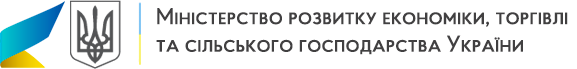 Міністерство розвитку економіки, торгівлі
та сільського господарства України